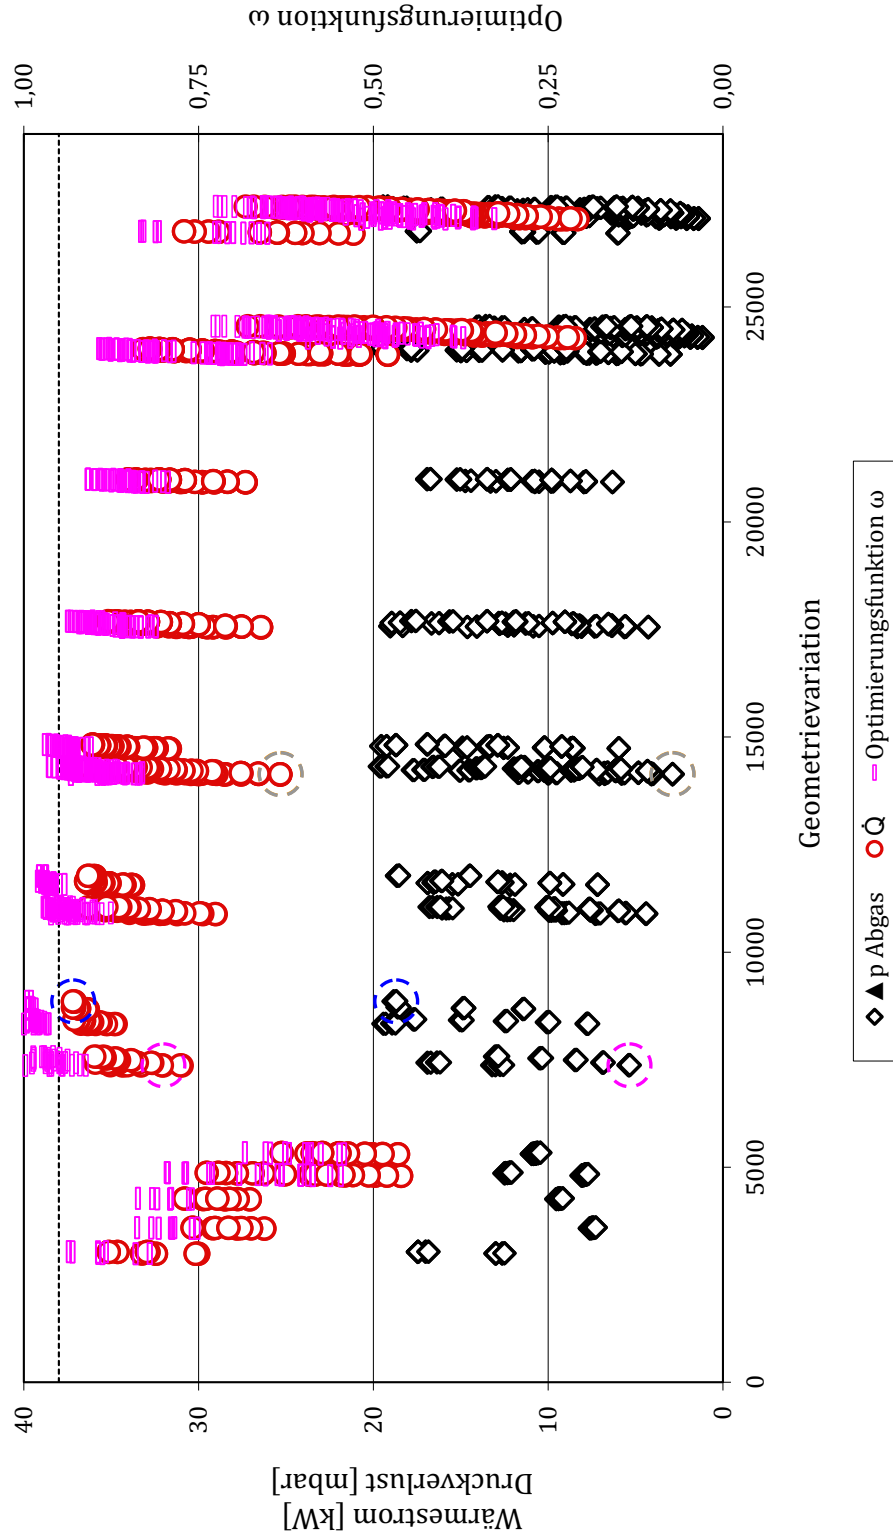 Wärmestrom [kW]
Druckverlust [mbar]
40
30
20
10
0
Optimierungsfunktion ω
1,00
0,75
0,50
0,25
0,00
0
5000
10000
15000
20000
25000
Geometrievariation
▲p Abgas
Q̇
Optimierungsfunktion ω